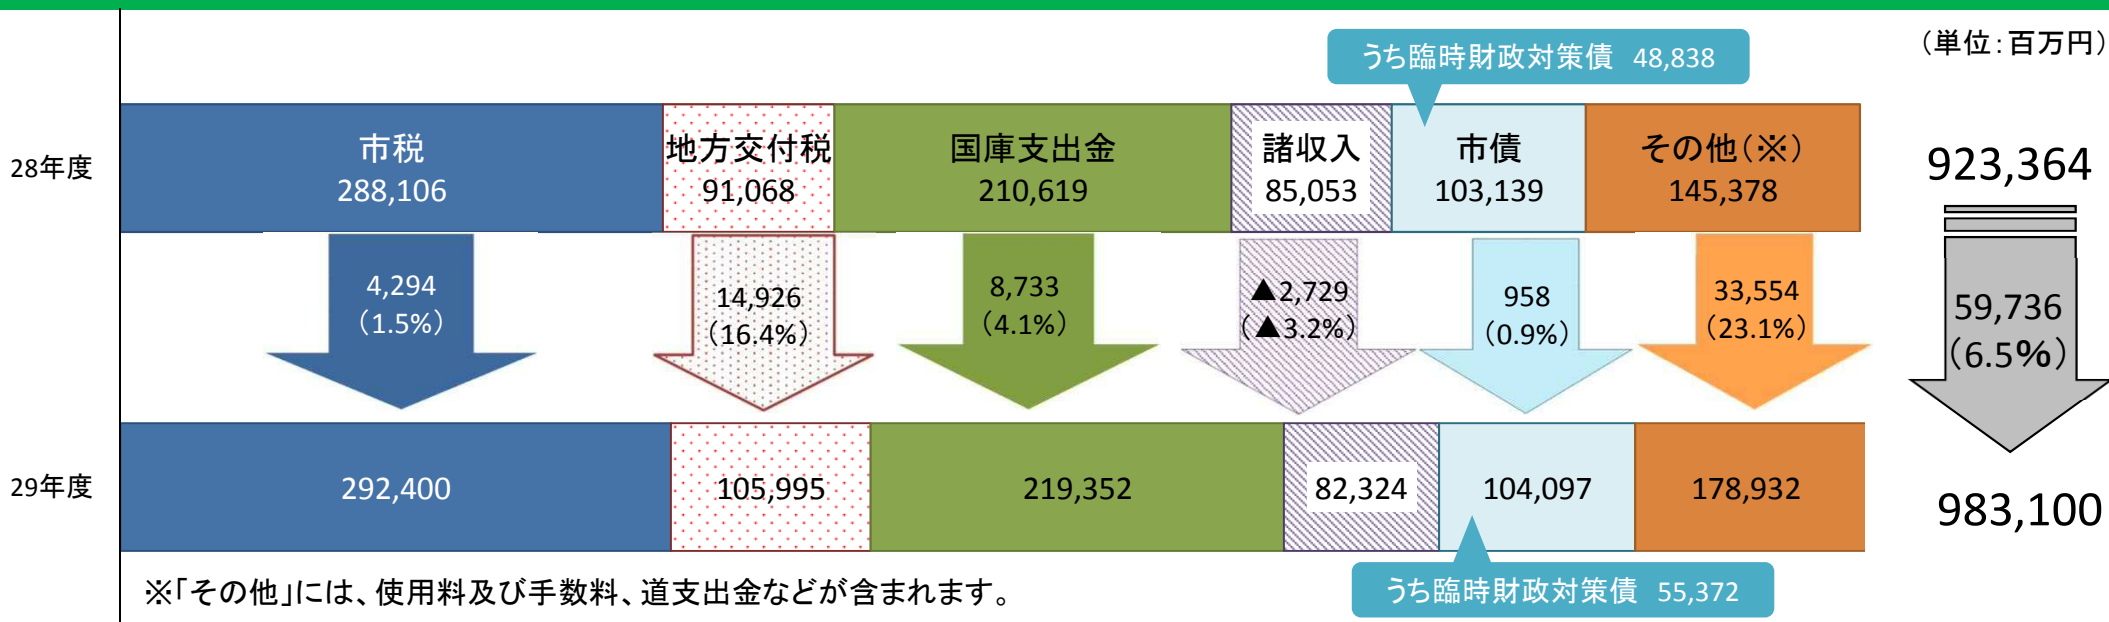 (単位:百万円)
うち臨時財政対策債 48,838
28年度
市税
288,106
地方交付税
91,068
国庫支出金
210,619
諸収入
85,053
市債
103,139
その他(※)
145,378
923,364
4,294
(1.5%)
14,926
(16.4%)
8,733
(4.1%)
▲2,729
(▲3.2%)
958
(0.9%)
33,554
(23.1%)
59,736
(6.5%)
29年度
292,400
105,995
219,352
82,324
104,097
178,932
983,100
うち臨時財政対策債 55,372
※「その他」には、使用料及び手数料、道支出金などが含まれます。